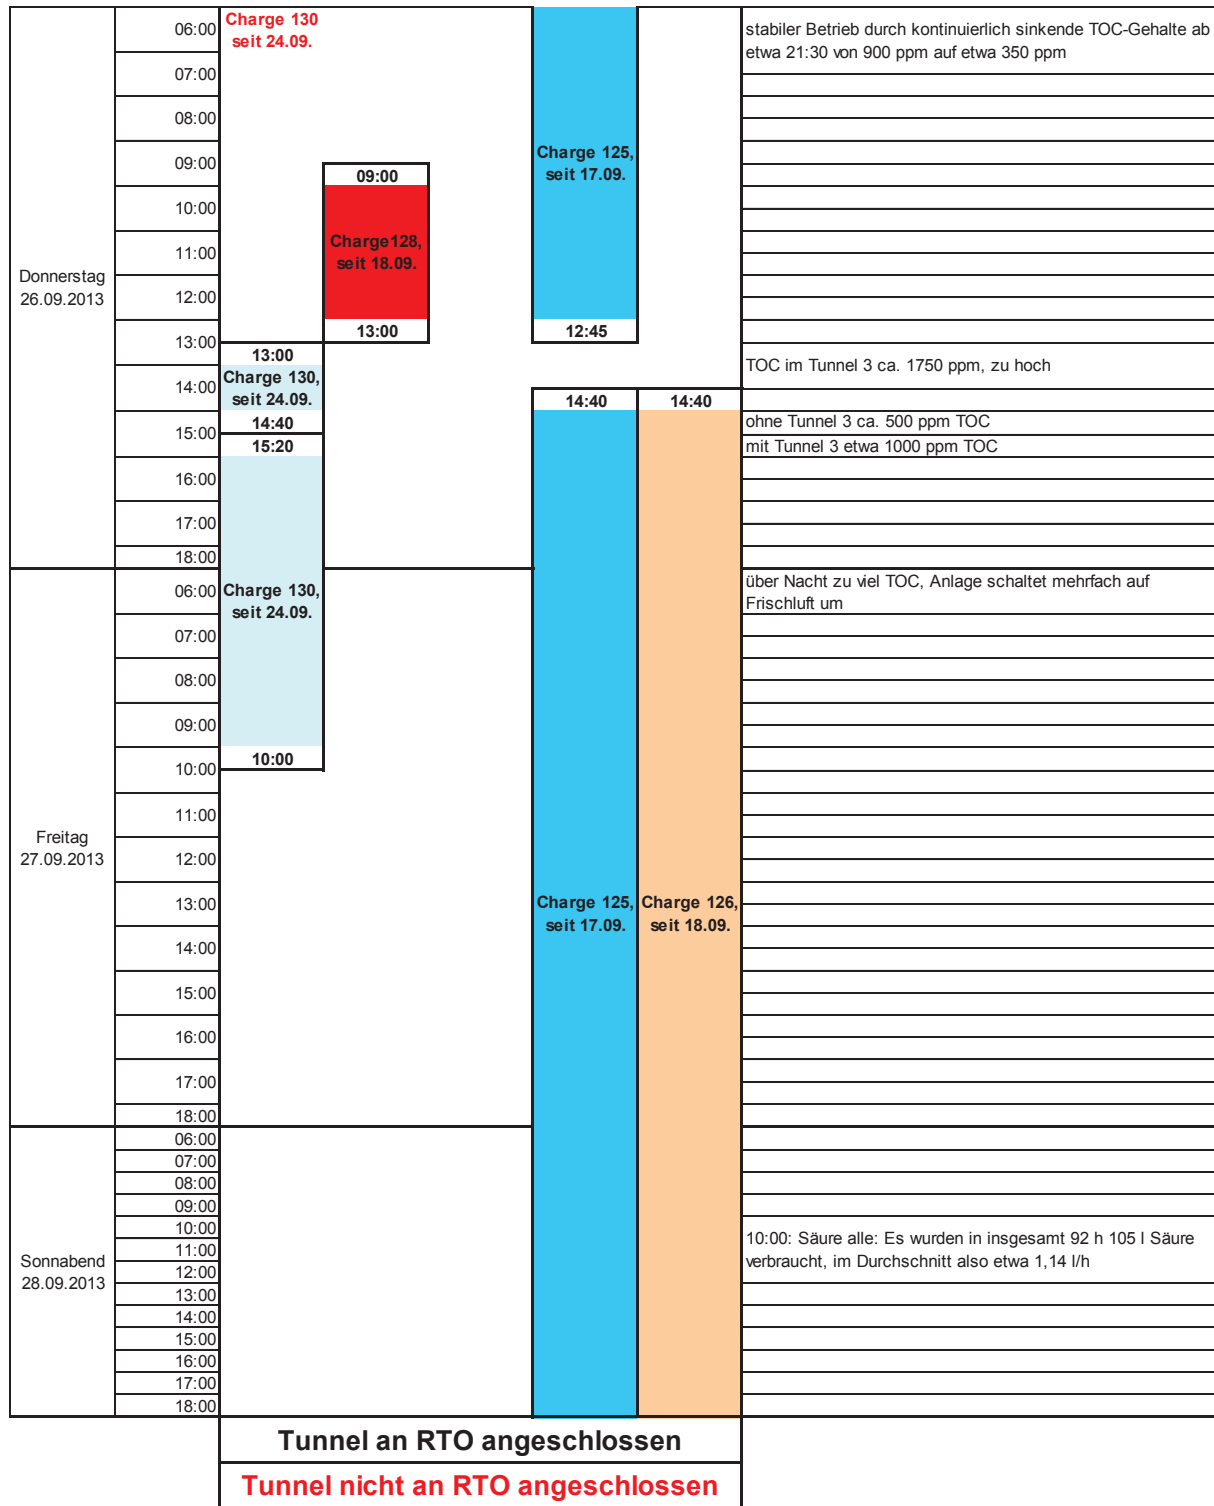 06:00
Charge 130
seit 24.09.
stabiler Betrieb durch kontinuierlich sinkende TOC-Gehalte ab
etwa 21:30 von 900 ppm auf etwa 350 ppm
07:00
08:00
09:00
Charge 125,
seit 17.09.
09:00
10:00
11:00
Charge128,
seit 18.09.
Donnerstag
26.09.2013
12:00
13:00
12:45
13:00
13:00
TOC im Tunnel 3 ca. 1750 ppm, zu hoch
14:00
Charge 130,
seit 24.09.
14:40
14:40
14:40
ohne Tunnel 3 ca. 500 ppm TOC
15:00
15:20
mit Tunnel 3 etwa 1000 ppm TOC
16:00
17:00
18:00
06:00
Charge 130,
seit 24.09.
über Nacht zu viel TOC, Anlage schaltet mehrfach auf
Frischluft um
07:00
08:00
09:00
10:00
10:00
11:00
Freitag
27.09.2013
12:00
13:00
Charge 125,
seit 17.09.
Charge 126,
seit 18.09.
14:00
15:00
16:00
17:00
18:00
06:00
07:00
08:00
09:00
10:00
10:00: Säure alle: Es wurden in insgesamt 92 h 105 l Säure
verbraucht, im Durchschnitt also etwa 1,14 l/h
11:00
Sonnabend
28.09.2013
12:00
13:00
14:00
15:00
16:00
17:00
18:00
Tunnel an RTO angeschlossen
Tunnel nicht an RTO angeschlossen